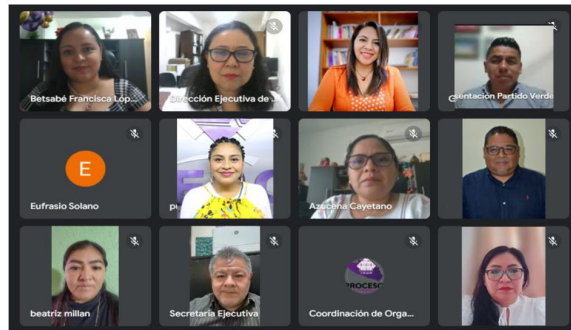 Betsabé Francisca Lóp...
Dirección Ejecutiva de ...
esentación Partido Verde
E
Eufrasio Solano
pu
Azucena Cayetano
beatriz millan
Secretaría Ejecutiva
PROCESO
Coordinación de Orga...